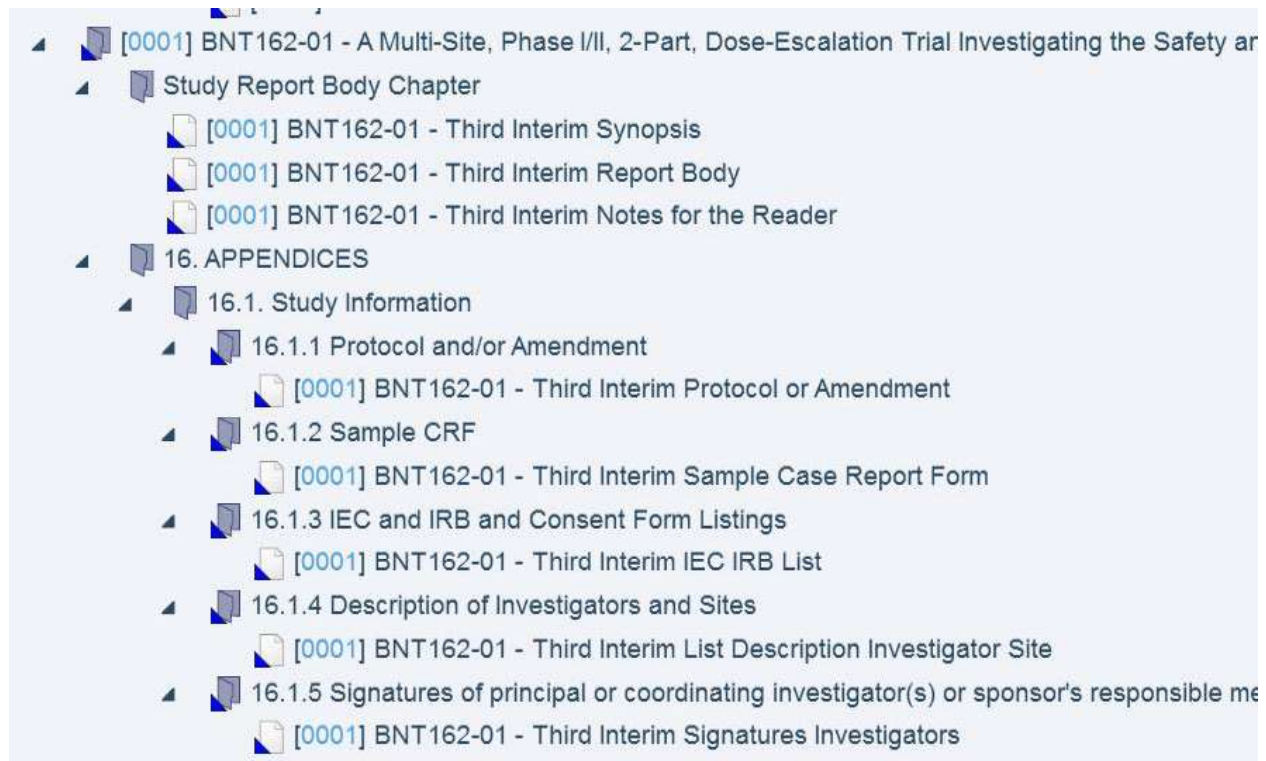 [0001] BNT162-01 - A Multi-Site, Phase I/II, 2-Part, Dose-Escalation Trial Investigating the Safety
Study Report Body Chapter
[0001] BNT162-01 - Third Interim Synopsis
[0001] BNT162-01 - Third Interim Report Body
[0001] BNT162-01 - Third Interim Notes for the Reader
16. APPENDICES
16.1. Study Information
16.1.1 Protocol and/or Amendment
[0001] BNT162-01 - Third Interim Protocol or Amendment
16.1.2 Sample CRF
[0001] BNT162-01 - Third Interim Sample Case Report Form
16.1.3 IEC and IRB and Consent Form Listings
[0001] BNT162-01 - Third Interim IEC IRB List
16.1.4 Description of Investigators and Sites
[0001] BNT162-01 - Third Interim List Description Investigator Site
16.1.5 Signatures of principal or coordinating investigator(s) or sponsor's responsible
[0001] BNT162-01 - Third Interim Signatures Investigators